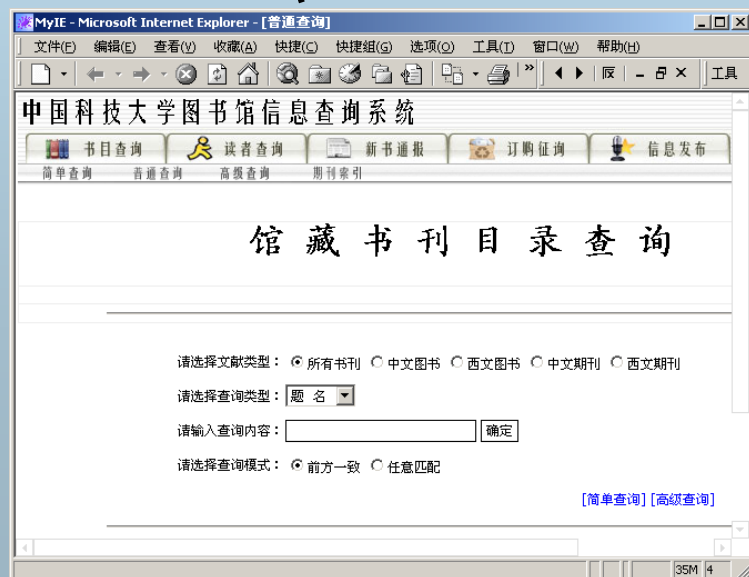 MyIE - Microsoft Internet Explorer - [普通查询]
文件(F) 编辑(E) 查看(V) 收藏(A) 快捷(C) 快捷组(G) 选项(O) 工具(T) 窗口(W) 帮助(H)
工具
中国科技大学图书馆信息查询系统
书目查询 读者查询 新书通报 订购征询 信息发布
简单查询 普通查询 高级查询 期刊索引
馆藏书刊目录查询
请选择文献类型: 所有书刊 中文图书 西文图书 中文期刊 西文期刊
请选择查询类型: 题 名
请输入查询内容: 确定
请选择查询模式: 前方一致 任意匹配
[简单查询] [高级查询]
35M 4